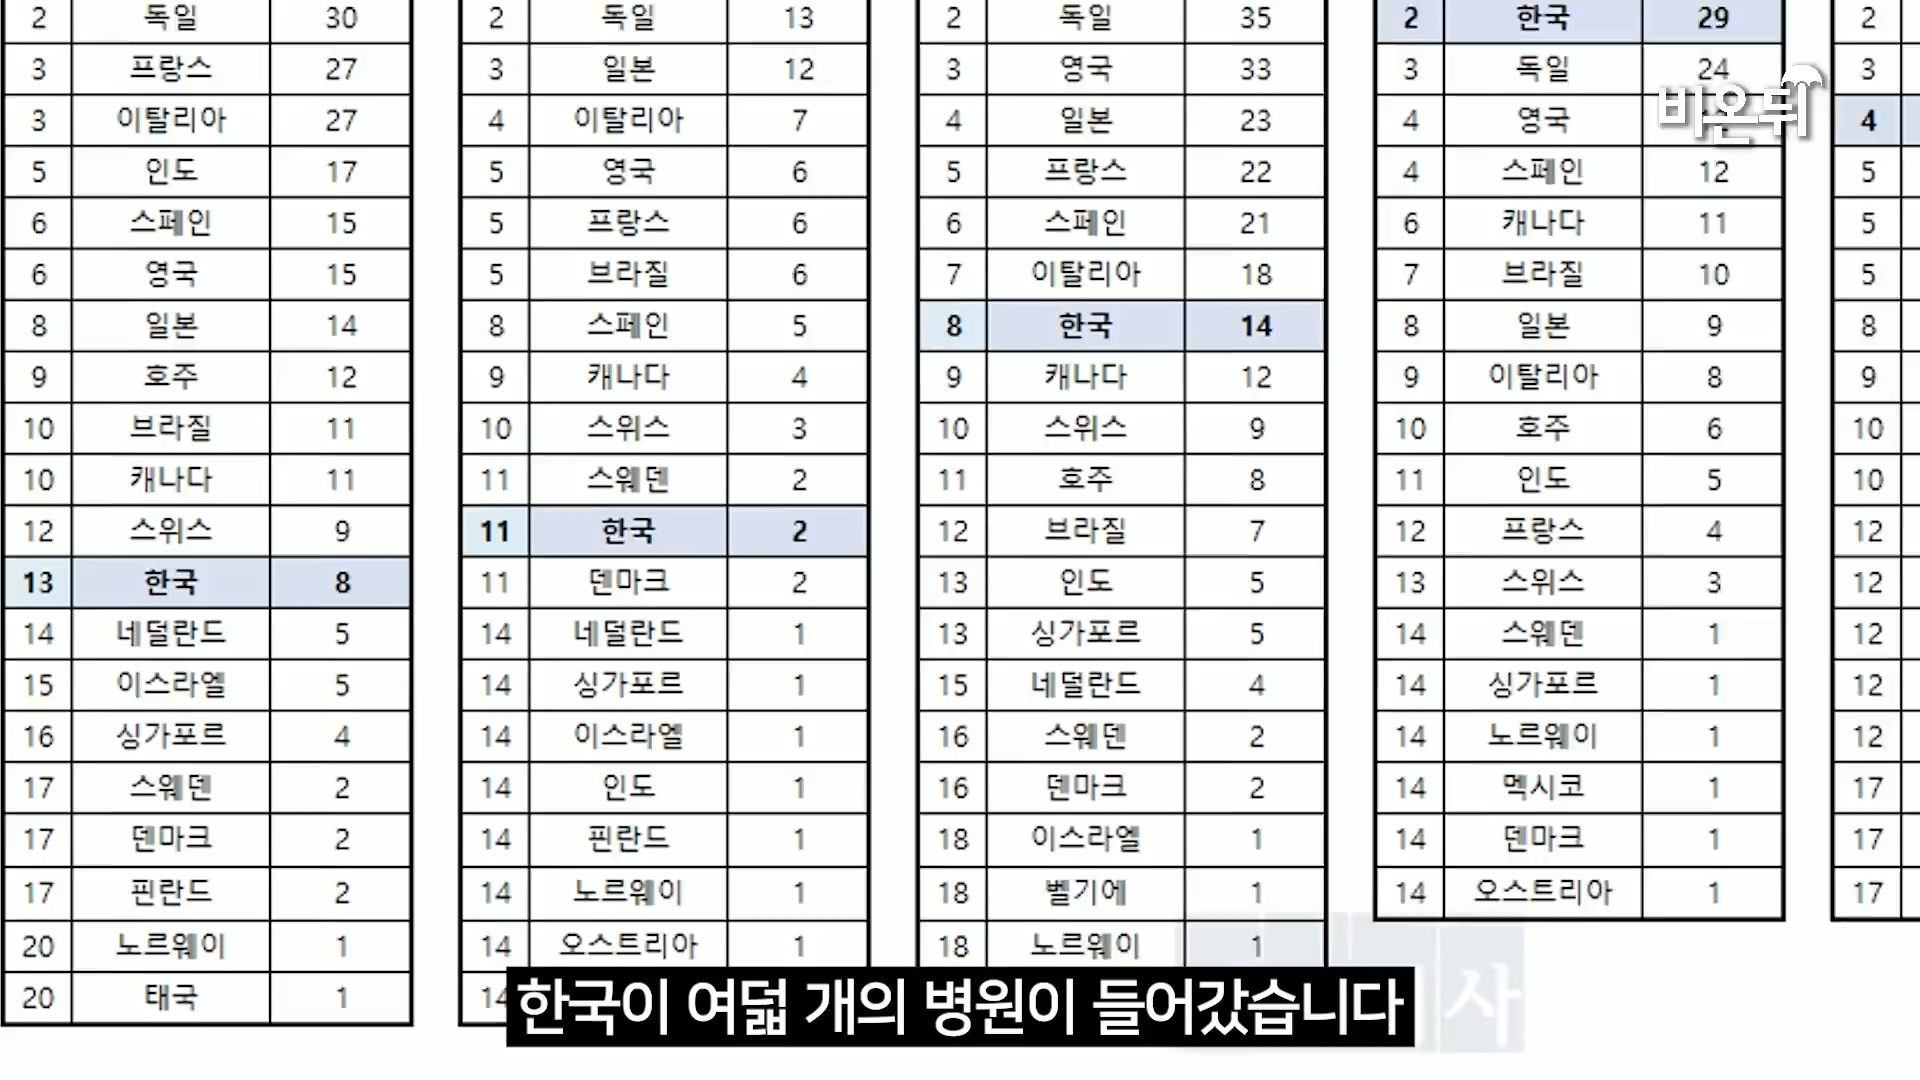 2 독일 30
3 프랑스 27
3 이탈리아 27
5 인도 17
6 스페인 15
6 영국 15
8 일본 14
9 호주 12
10 브라질 11
10 캐나다 11
12 스위스 9
13 한국 8
14 네덜란드 5
15 이스라엘 5
16 싱가포르 4
17 스웨덴 2
17 덴마크 2
17 핀란드 2
20 노르웨이 1
20 태국 1
2 독일 13
3 일본 12
4 이탈리아 7
5 영국 6
5 프랑스 6
5 브라질 6
8 스페인 5
9 캐나다 4
10 스위스 3
11 스웨덴 2
11 한국 2
11 덴마크 2
14 네덜란드 1
14 싱가포르 1
14 이스라엘 1
14 인도 1
14 핀란드 1
14 노르웨이 1
14 오스트리아 1
14
2 독일 35
3 영국 33
4 일본 23
5 프랑스 22
6 스페인 21
7 이탈리아 18
8 한국 14
9 캐나다 12
10 스위스 9
11 호주 8
12 브라질 7
13 인도 5
13 싱가포르 5
15 네덜란드 4
16 스웨덴 2
16 덴마크 2
18 이스라엘 1
18 벨기에 1
18 노르웨이 1
2 한국 29
3 독일 24
4 영국
4 스페인 12
6 캐나다 11
7 브라질 10
8 일본 9
9 이탈리아 8
10 호주 6
11 인도 5
12 프랑스 4
13 스위스 3
14 스웨덴 1
14 싱가포르 1
14 노르웨이 1
14 멕시코 1
14 덴마크 1
14 오스트리아 1
2
3
4
5
5
5
8
9
10
10
12
12
12
12
12
17
17
17
비온뒤
사
한국이 여덟 개의 병원이 들어갔습니다